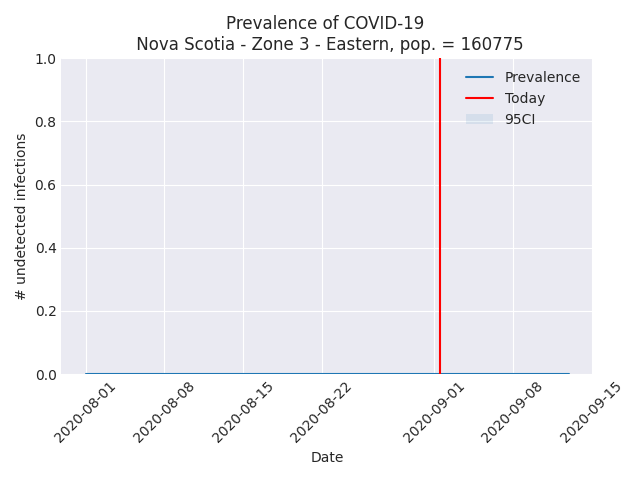 Prevalence of COVID-19
Nova Scotia - Zone 3 - Eastern, pop. = 160775
Prevalence
Today
95CI
1.0
0.8
0.6
0.4
0.2
0.0
# undetected infections
2020-08-01
2020-08-08
2020-08-15
2020-08-22
2020-09-01
2020-09-08
2020-09-15
Date